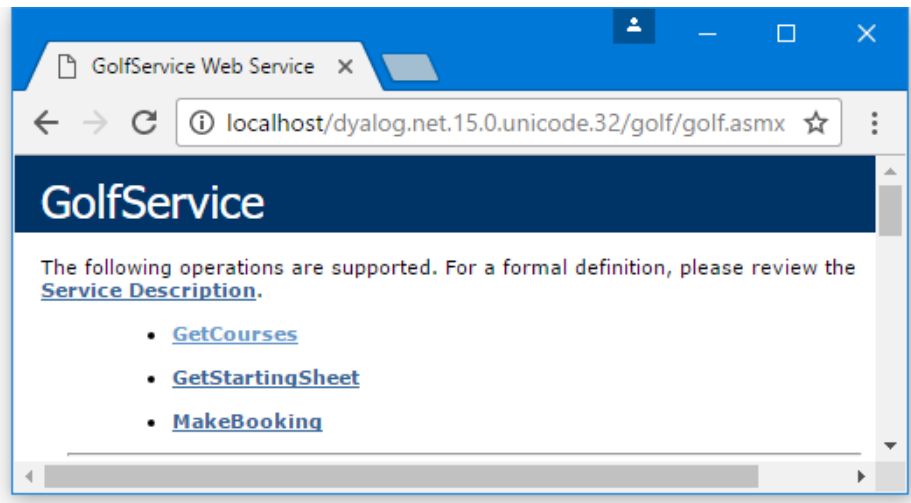 GolfService Web Service
localhost/dyalog.net.15.0.unicode.32/golf/golf.asmx
GolfService
The following operations are supported. For a formal definition, please review the
Service Description.
• GetCourses
• GetStartingSheet
• MakeBooking